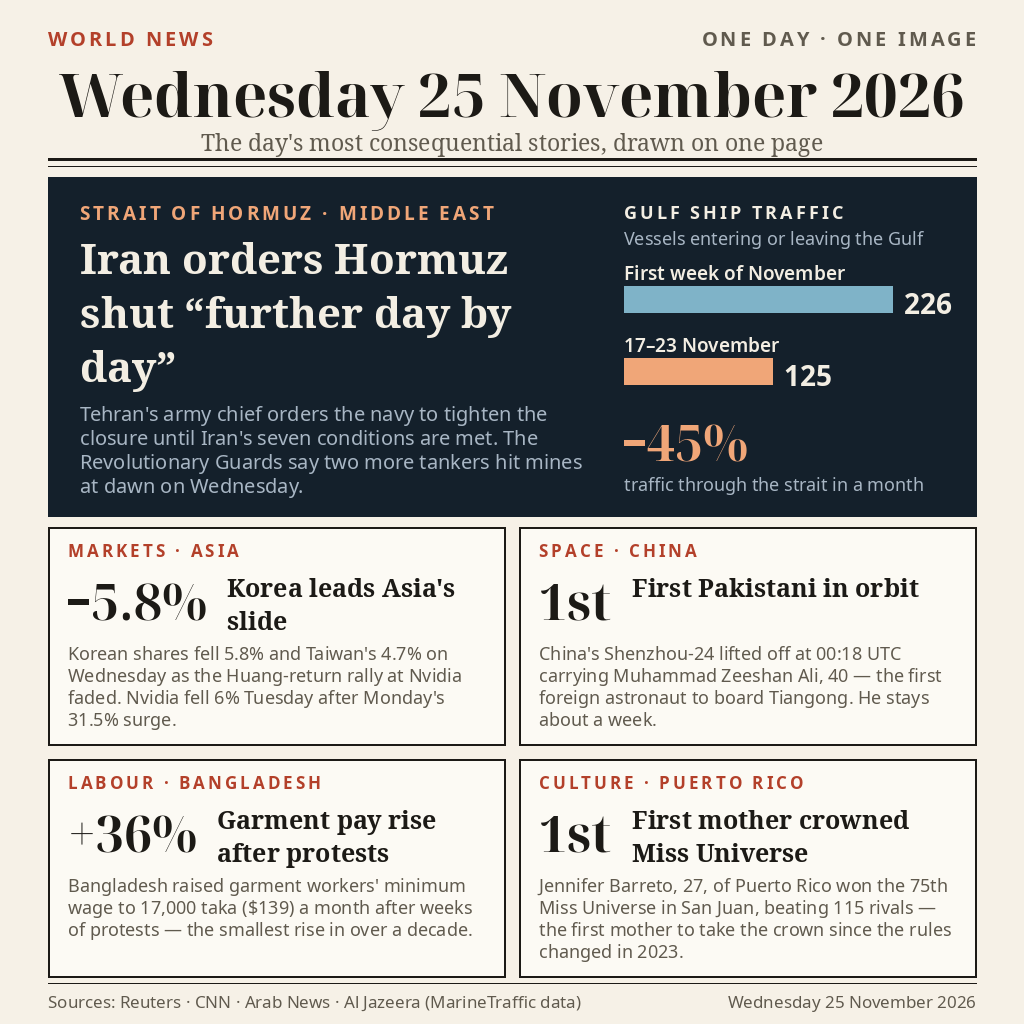 WORLD NEWS
ONE DAY · ONE IMAGE
Wednesday 25 November 2026
The day's most consequential stories, drawn on one page
STRAIT OF HORMUZ · MIDDLE EAST
Iran orders Hormuz
shut “further day by
day”
Tehran's army chief orders the navy to tighten the
closure until Iran's seven conditions are met. The
Revolutionary Guards say two more tankers hit mines
at dawn on Wednesday.
GULF SHIP TRAFFIC
Vessels entering or leaving the Gulf
First week of November
226
17–23 November
125
–45%
traffic through the strait in a month
MARKETS · ASIA
–5.8%
Korea leads Asia's
slide
Korean shares fell 5.8% and Taiwan's 4.7% on
Wednesday as the Huang-return rally at Nvidia
faded. Nvidia fell 6% Tuesday after Monday's
31.5% surge.
SPACE · CHINA
1st
First Pakistani in orbit
China's Shenzhou-24 lifted off at 00:18 UTC
carrying Muhammad Zeeshan Ali, 40 — the first
foreign astronaut to board Tiangong. He stays
about a week.
LABOUR · BANGLADESH
+36%
Garment pay rise
after protests
Bangladesh raised garment workers' minimum
wage to 17,000 taka ($139) a month after weeks
of protests — the smallest rise in over a decade.
CULTURE · PUERTO RICO
1st
First mother crowned
Miss Universe
Jennifer Barreto, 27, of Puerto Rico won the 75th
Miss Universe in San Juan, beating 115 rivals —
the first mother to take the crown since the rules
changed in 2023.
Sources: Reuters · CNN · Arab News · Al Jazeera (MarineTraffic data)
Wednesday 25 November 2026